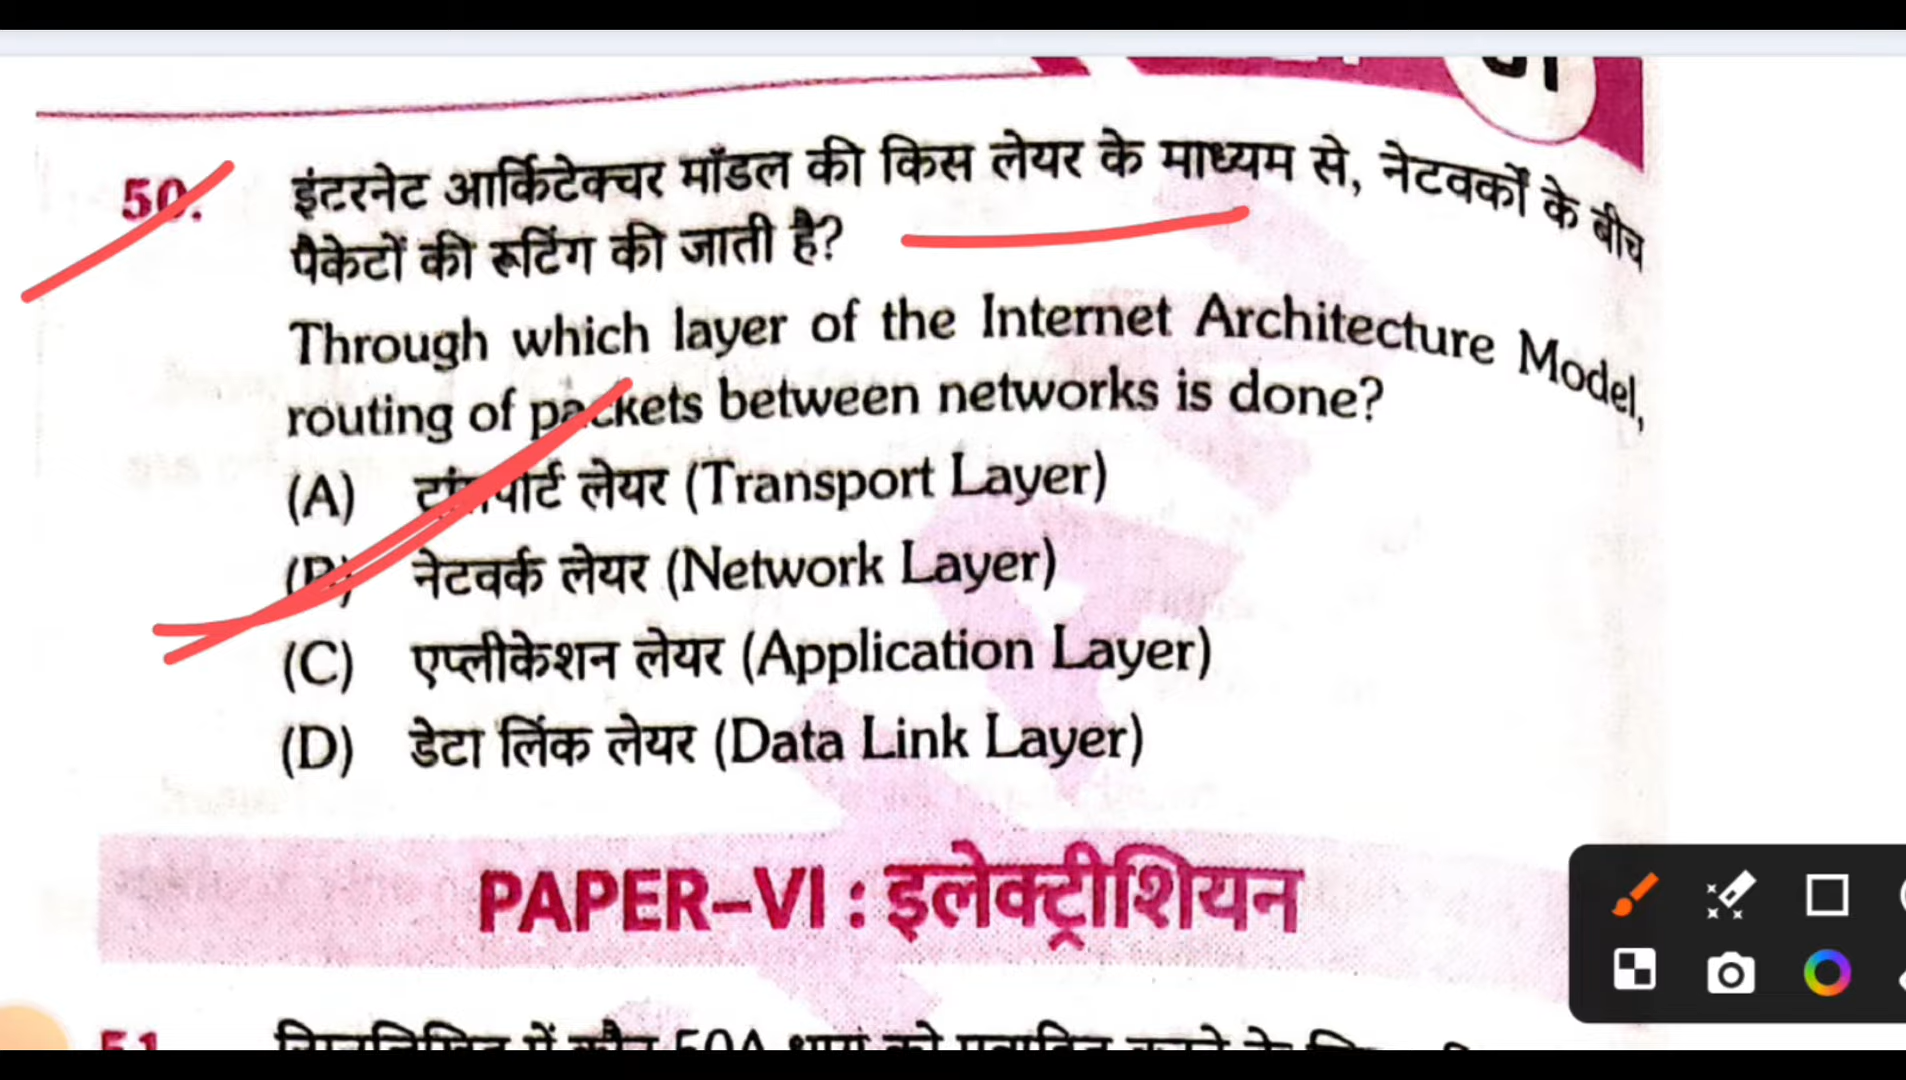 50. इंटरनेट आर्किटेक्चर मॉडल की किस लेयर के माध्यम से, नेटवर्कों के बीच
पैकेटों की रूटिंग की जाती है?
Through which layer of the Internet Architecture Model,
routing of packets between networks is done?
(A) ट्रांसपोर्ट लेयर (Transport Layer)
(B) नेटवर्क लेयर (Network Layer)
(C) एप्लीकेशन लेयर (Application Layer)
(D) डेटा लिंक लेयर (Data Link Layer)
PAPER–VI : इलेक्ट्रीशियन
51